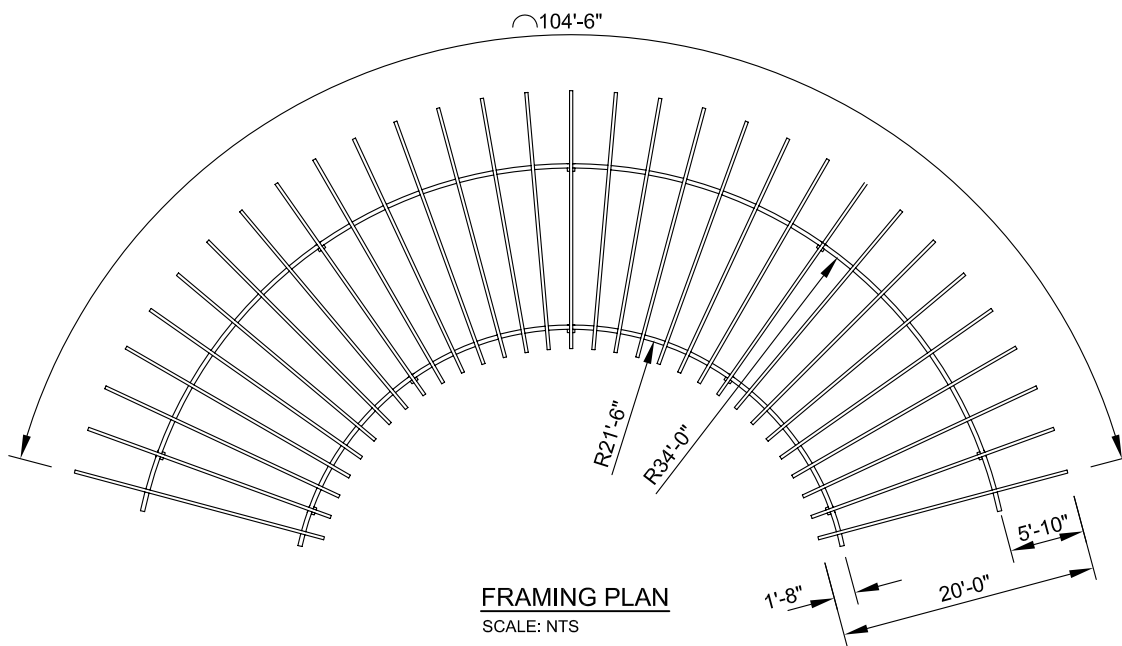 ⌒104'-6"
R21'-6"
R34'-0"
5'-10"
1'-8"
20'-0"
FRAMING PLAN
SCALE: NTS